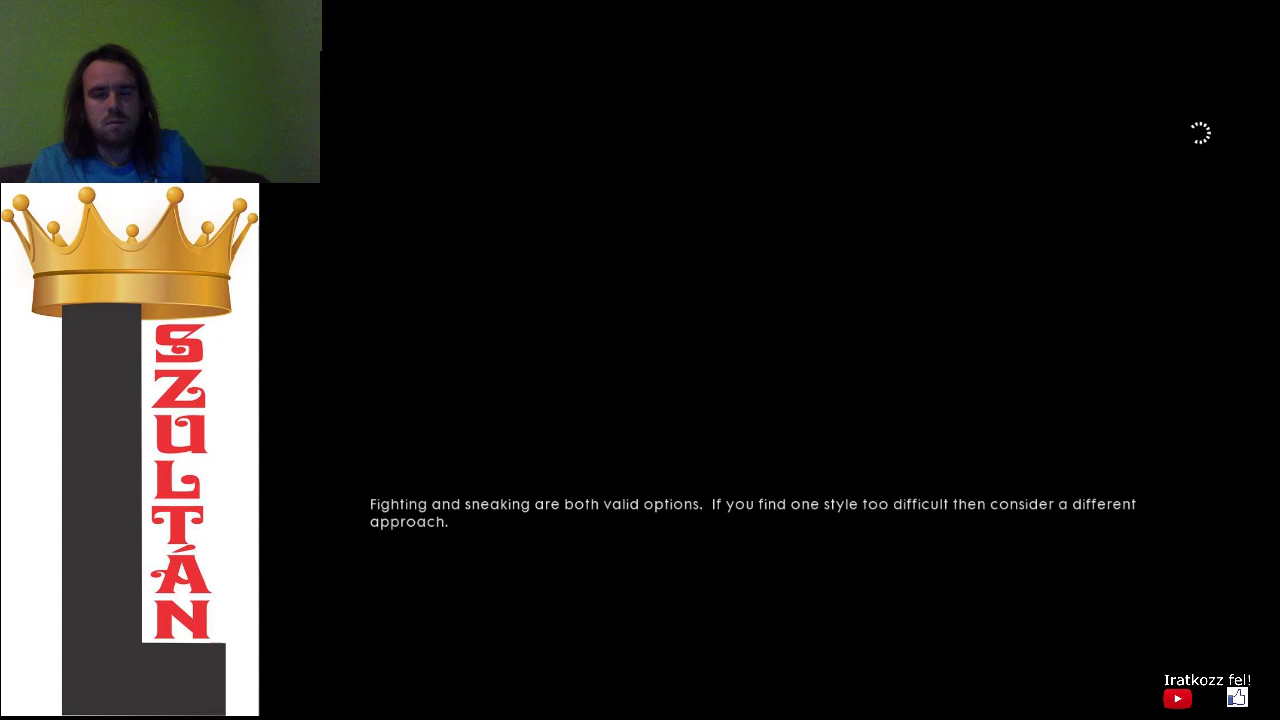 L
SZULTÁN
Fighting and sneaking are both valid options.  If you find one style too difficult then consider a different
approach.
Iratkozz fel!